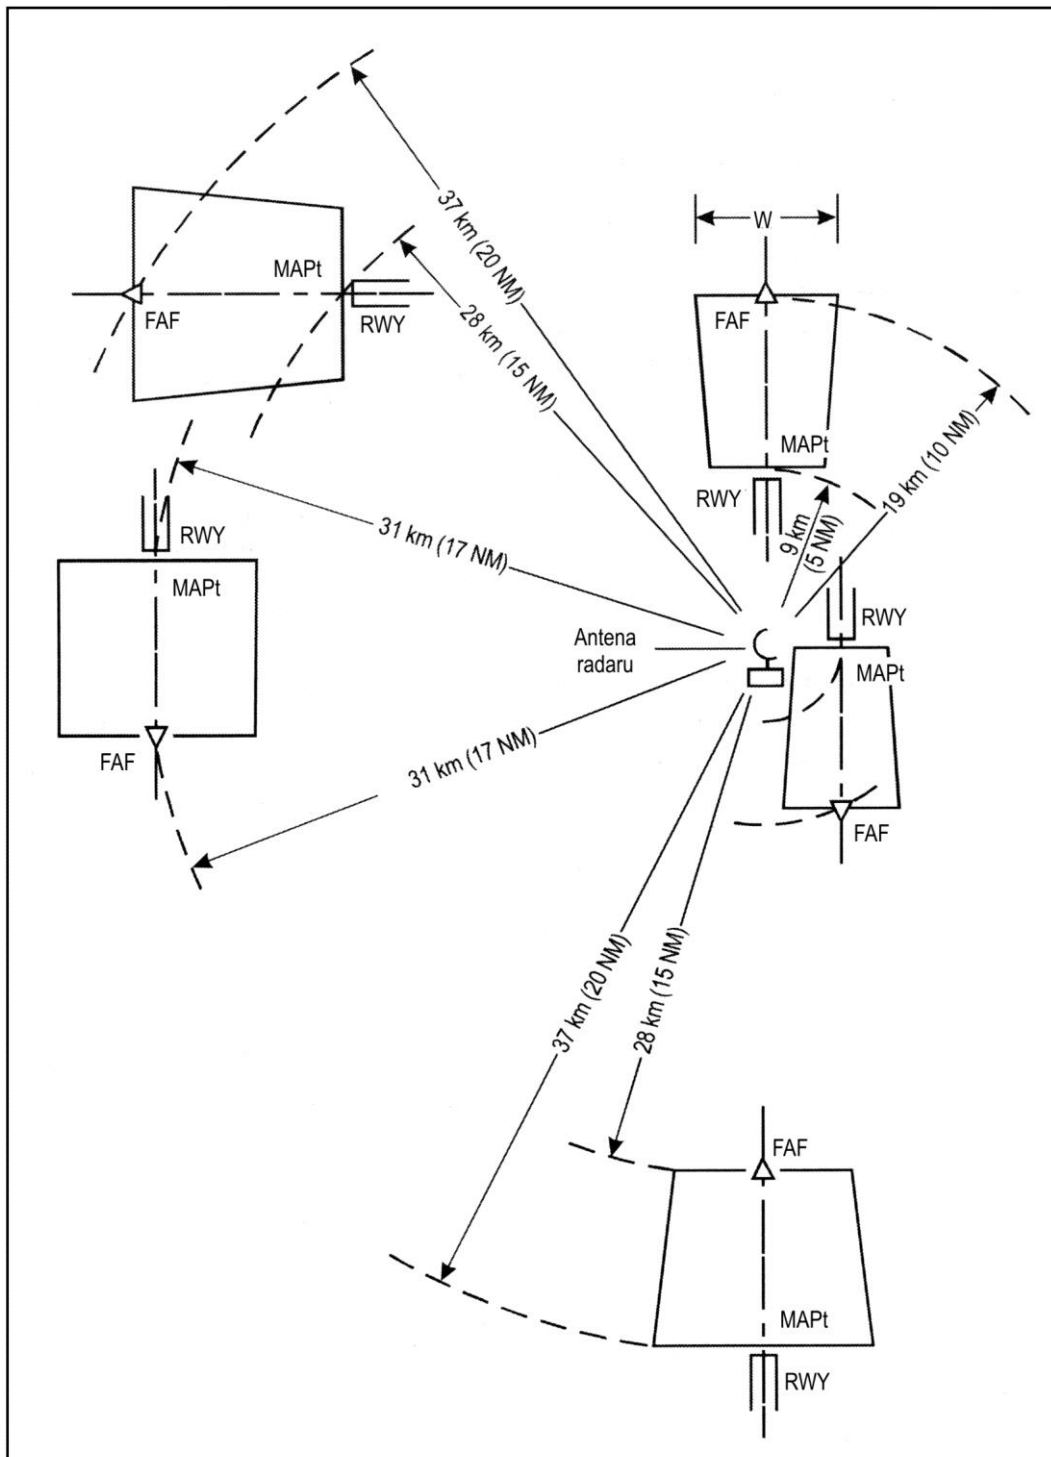 37 km (20 NM)
W
MAPt
28 km (15 NM)
FAF
RWY
FAF
MAPt
19 km (10 NM)
RWY
9 km
(5 NM)
RWY
31 km (17 NM)
MAPt
RWY
Antena
radaru
MAPt
31 km (17 NM)
FAF
FAF
37 km (20 NM)
28 km (15 NM)
FAF
MAPt
RWY